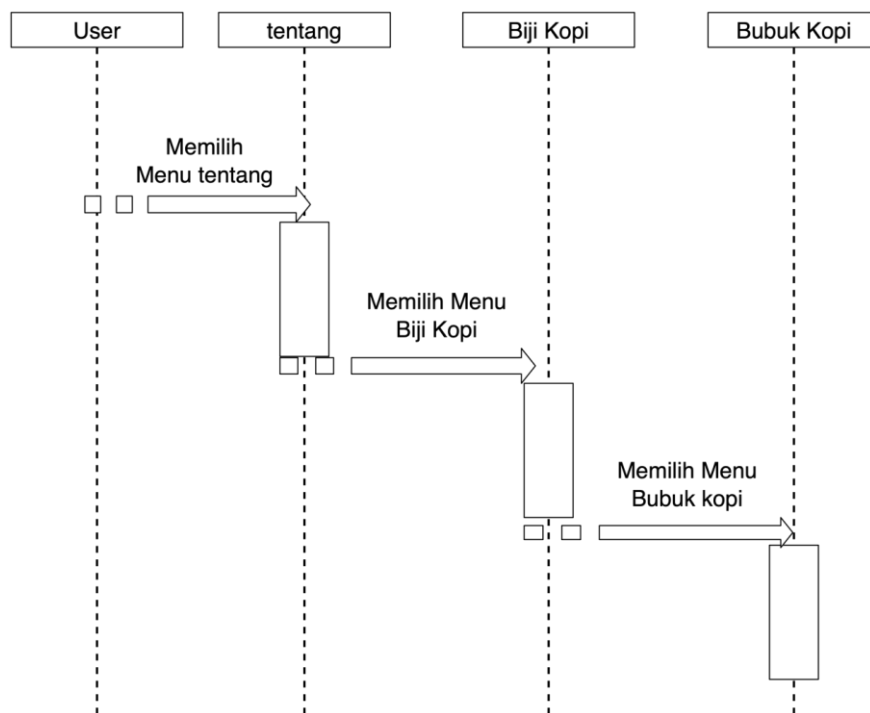 User
tentang
Biji Kopi
Bubuk Kopi
Memilih
Menu tentang
Memilih Menu
Biji Kopi
Memilih Menu
Bubuk kopi